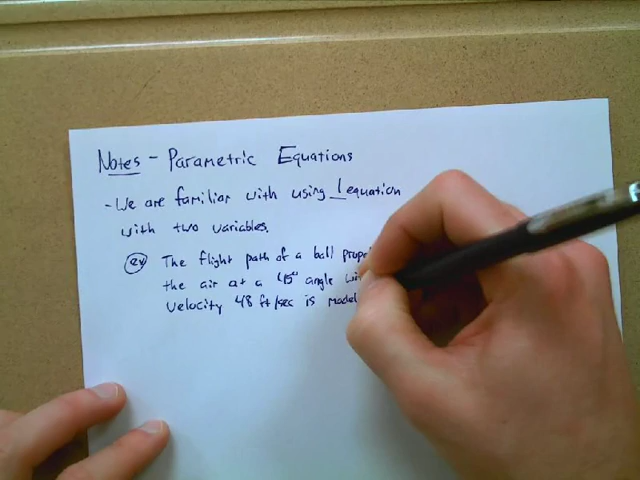 Notes - Parametric Equations
- We are familiar with using 1 equation
with two variables.
ex The flight path of a ball
the air at a 45° angle
velocity 48 ft/sec is